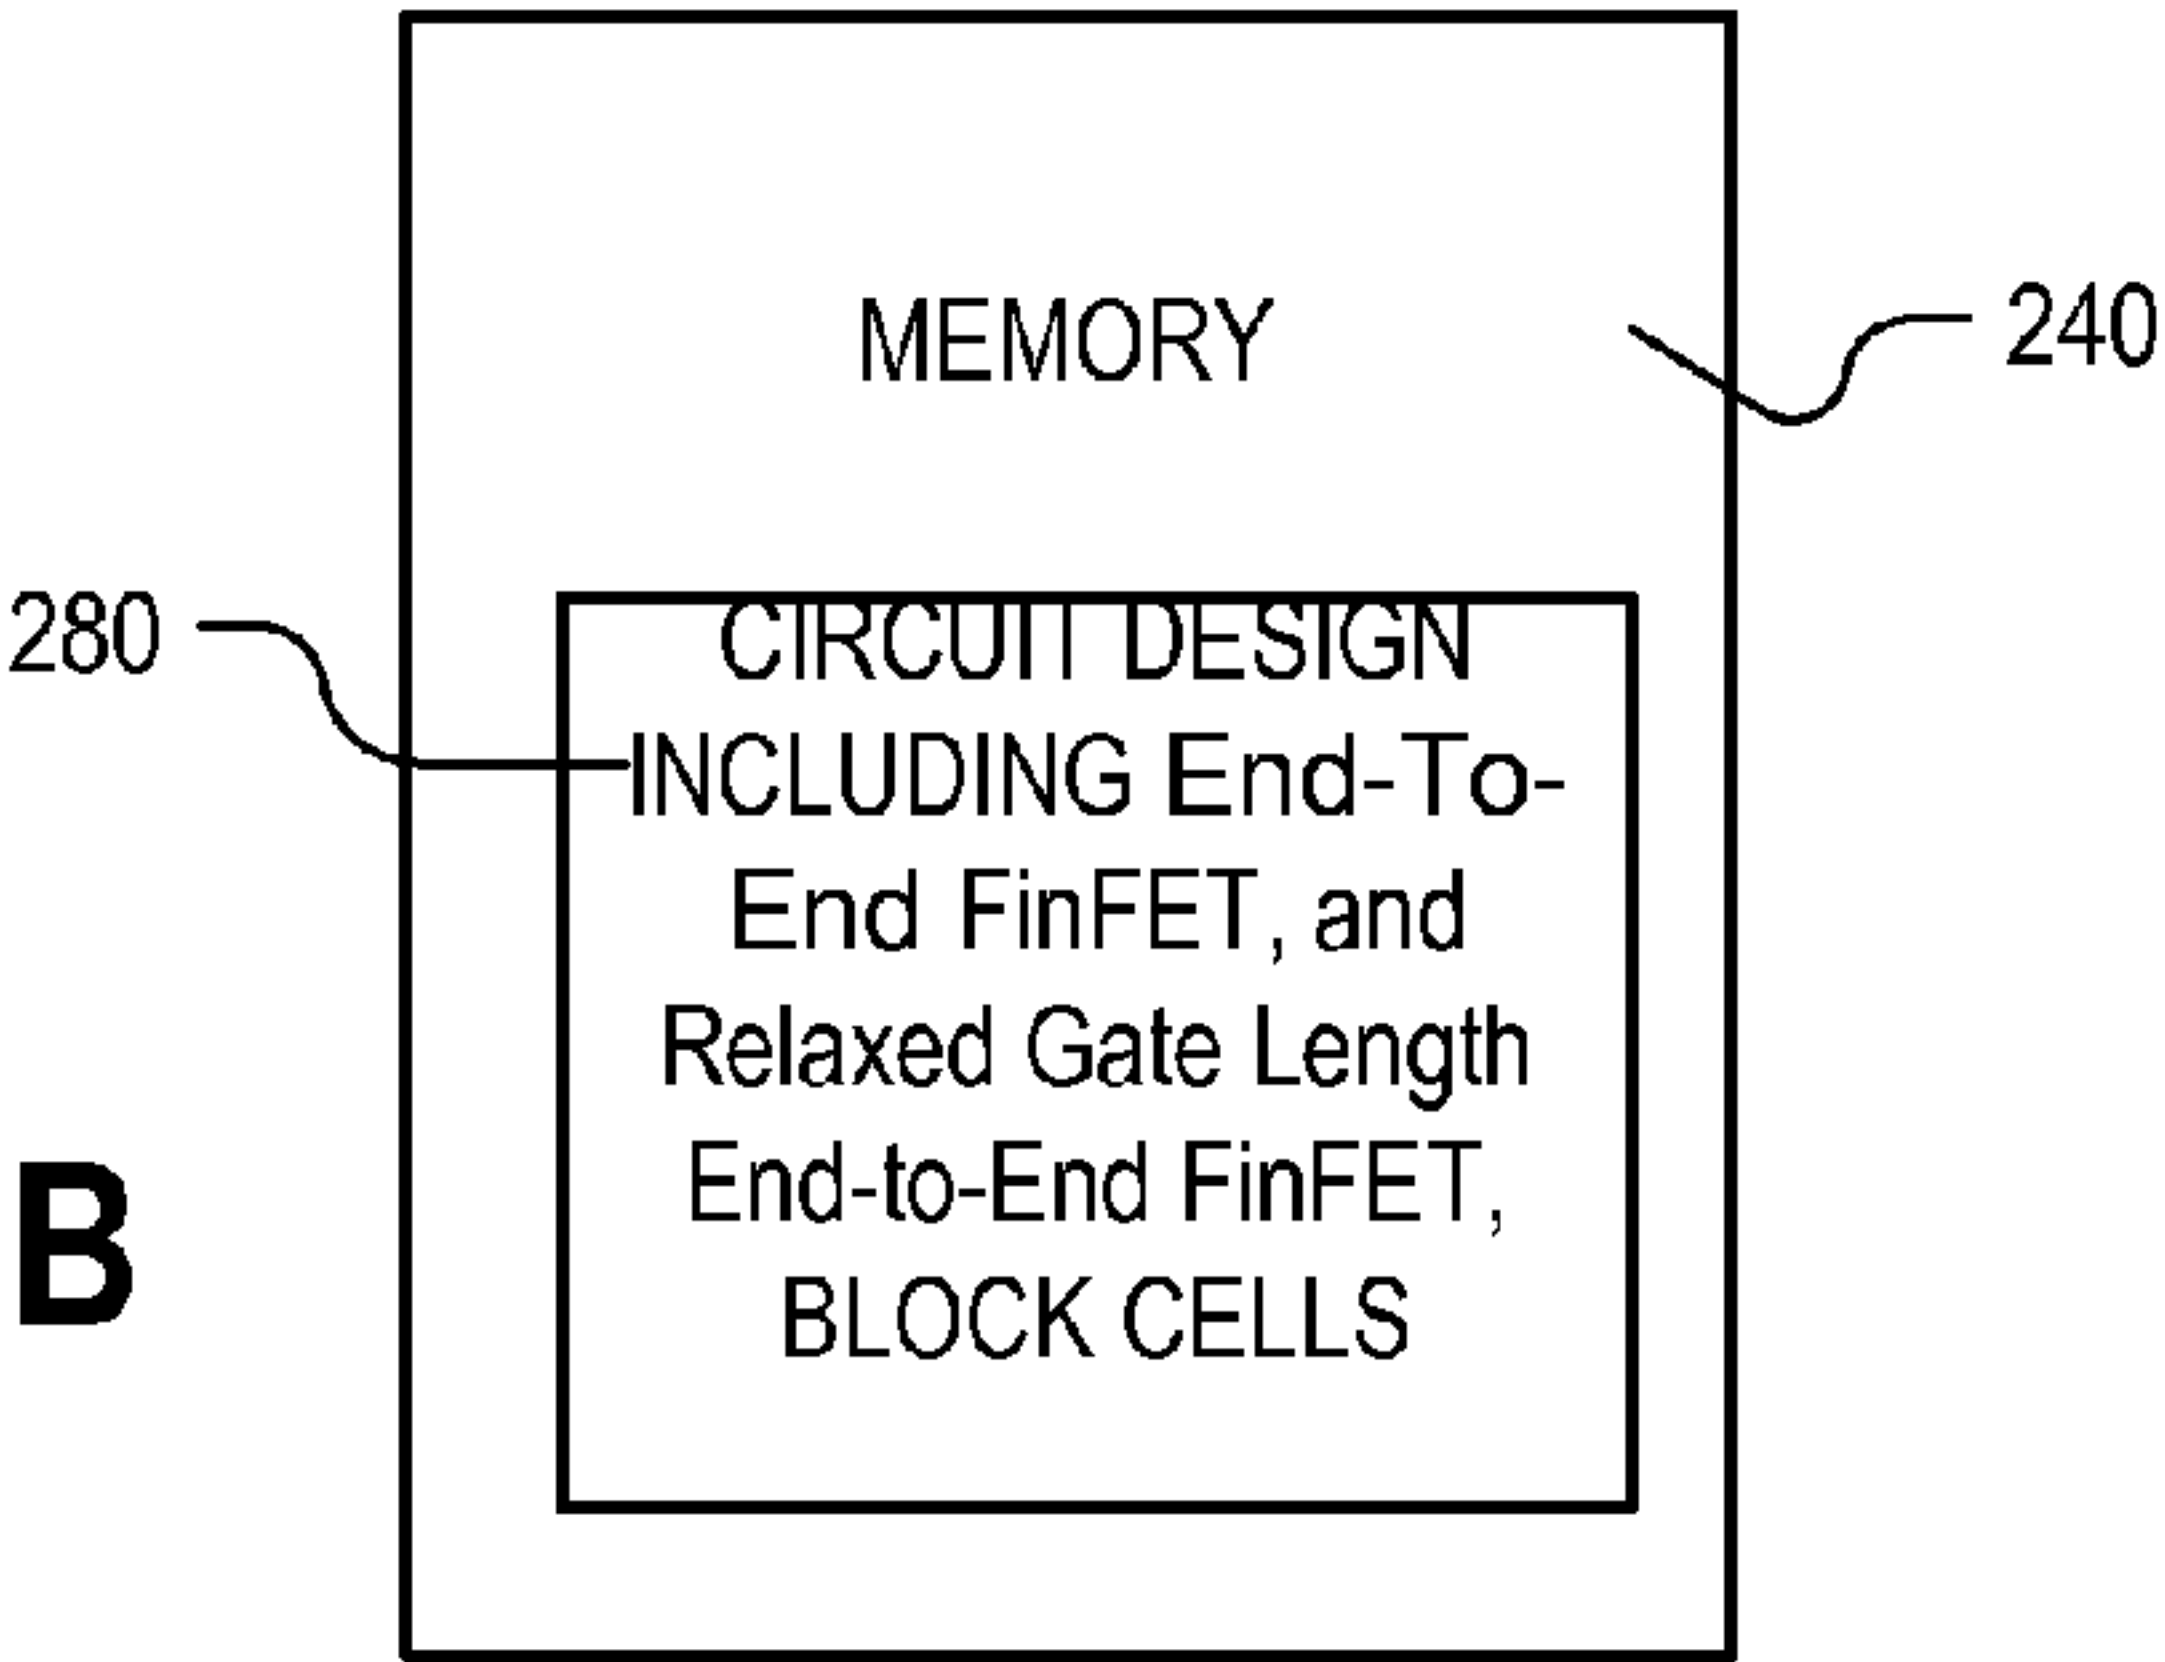 MEMORY
240
280
CIRCUIT DESIGN
INCLUDING End-To-
End FinFET, and
Relaxed Gate Length
End-to-End FinFET,
BLOCK CELLS
B